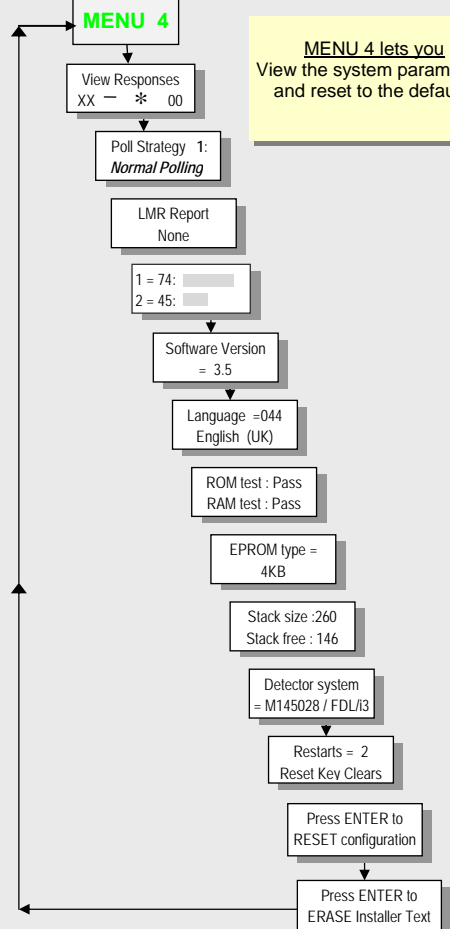 MENU 4
MENU 4 lets you
View the system param
and reset to the defau
View Responses
XX — * 00
Poll Strategy 1:
Normal Polling
LMR Report
None
1 = 74:
2 = 45:
Software Version
= 3.5
Language =044
English (UK)
ROM test : Pass
RAM test : Pass
EPROM type =
4KB
Stack size :260
Stack free : 146
Detector system
= M145028 / FDL/i3
Restarts = 2
Reset Key Clears
Press ENTER to
RESET configuration
Press ENTER to
ERASE Installer Text